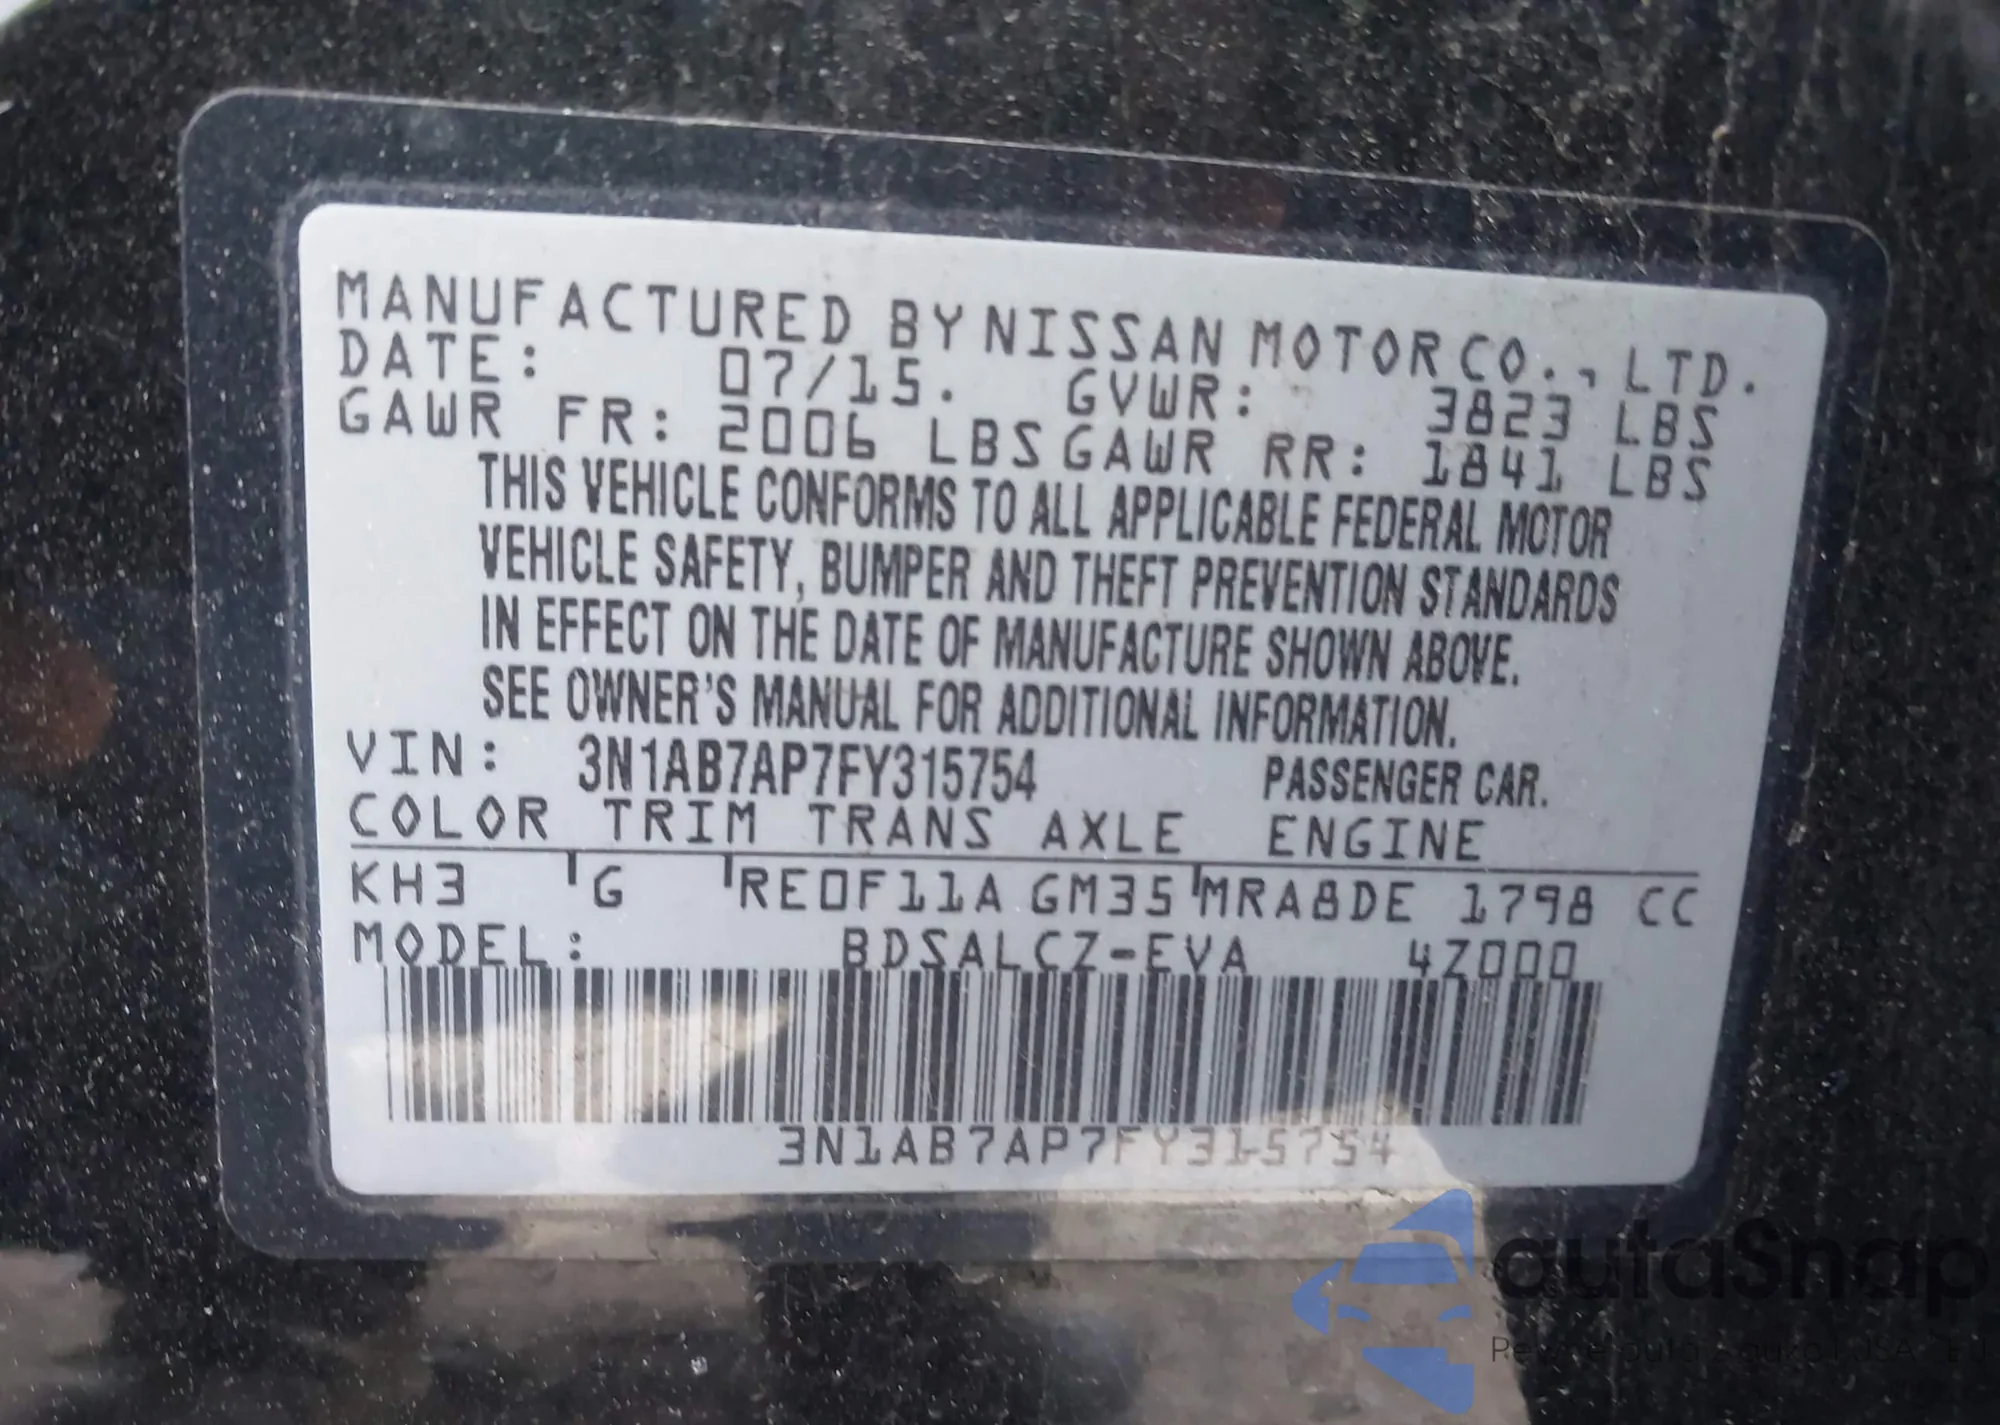 MANUFACTURED BY NISSAN MOTOR CO., LTD.
DATE: 07/15. GVWR: 3823 LBS
GAWR FR: 2006 LBS GAWR RR: 1841 LBS
THIS VEHICLE CONFORMS TO ALL APPLICABLE FEDERAL MOTOR
VEHICLE SAFETY, BUMPER AND THEFT PREVENTION STANDARDS
IN EFFECT ON THE DATE OF MANUFACTURE SHOWN ABOVE.
SEE OWNER'S MANUAL FOR ADDITIONAL INFORMATION.
VIN: 3N1AB7AP7FY315754 PASSENGER CAR.
COLOR TRIM TRANS AXLE ENGINE
KH3 G RE0F11A GM35 MRA8DE 1798 CC
MODEL: BDSALCZ-EVA 4Z000
3N1AB7AP7FY315754
autaSnap